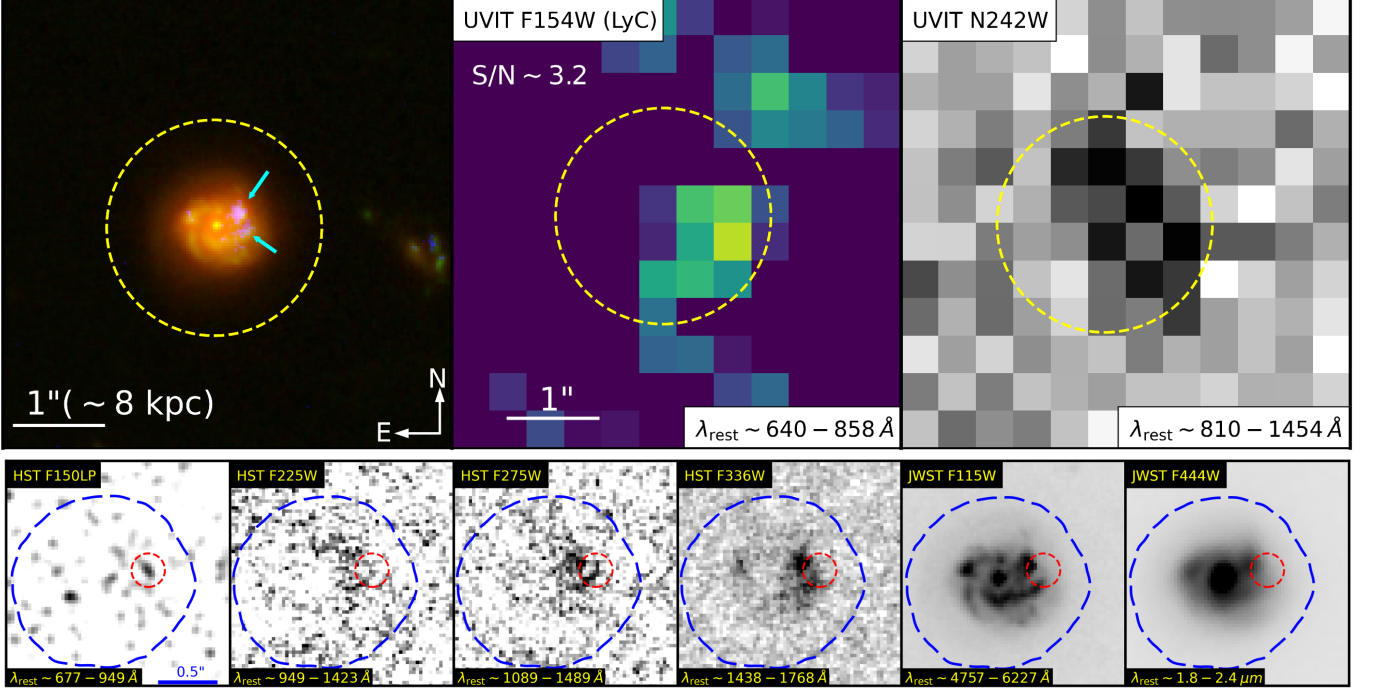 UVIT F154W (LyC)
UVIT N242W
S/N ~ 3.2
1"(~ 8 kpc)
N
E
1"
λrest ~ 640 − 858 Å
λrest ~ 810 − 1454 Å
HST F150LP
HST F225W
HST F275W
HST F336W
JWST F115W
JWST F444W
0.5"
λrest ~ 677 − 949 Å
λrest ~ 949 − 1423 Å
λrest ~ 1089 − 1489 Å
λrest ~ 1438 − 1768 Å
λrest ~ 4757 − 6227 Å
λrest ~ 1.8 − 2.4 μm